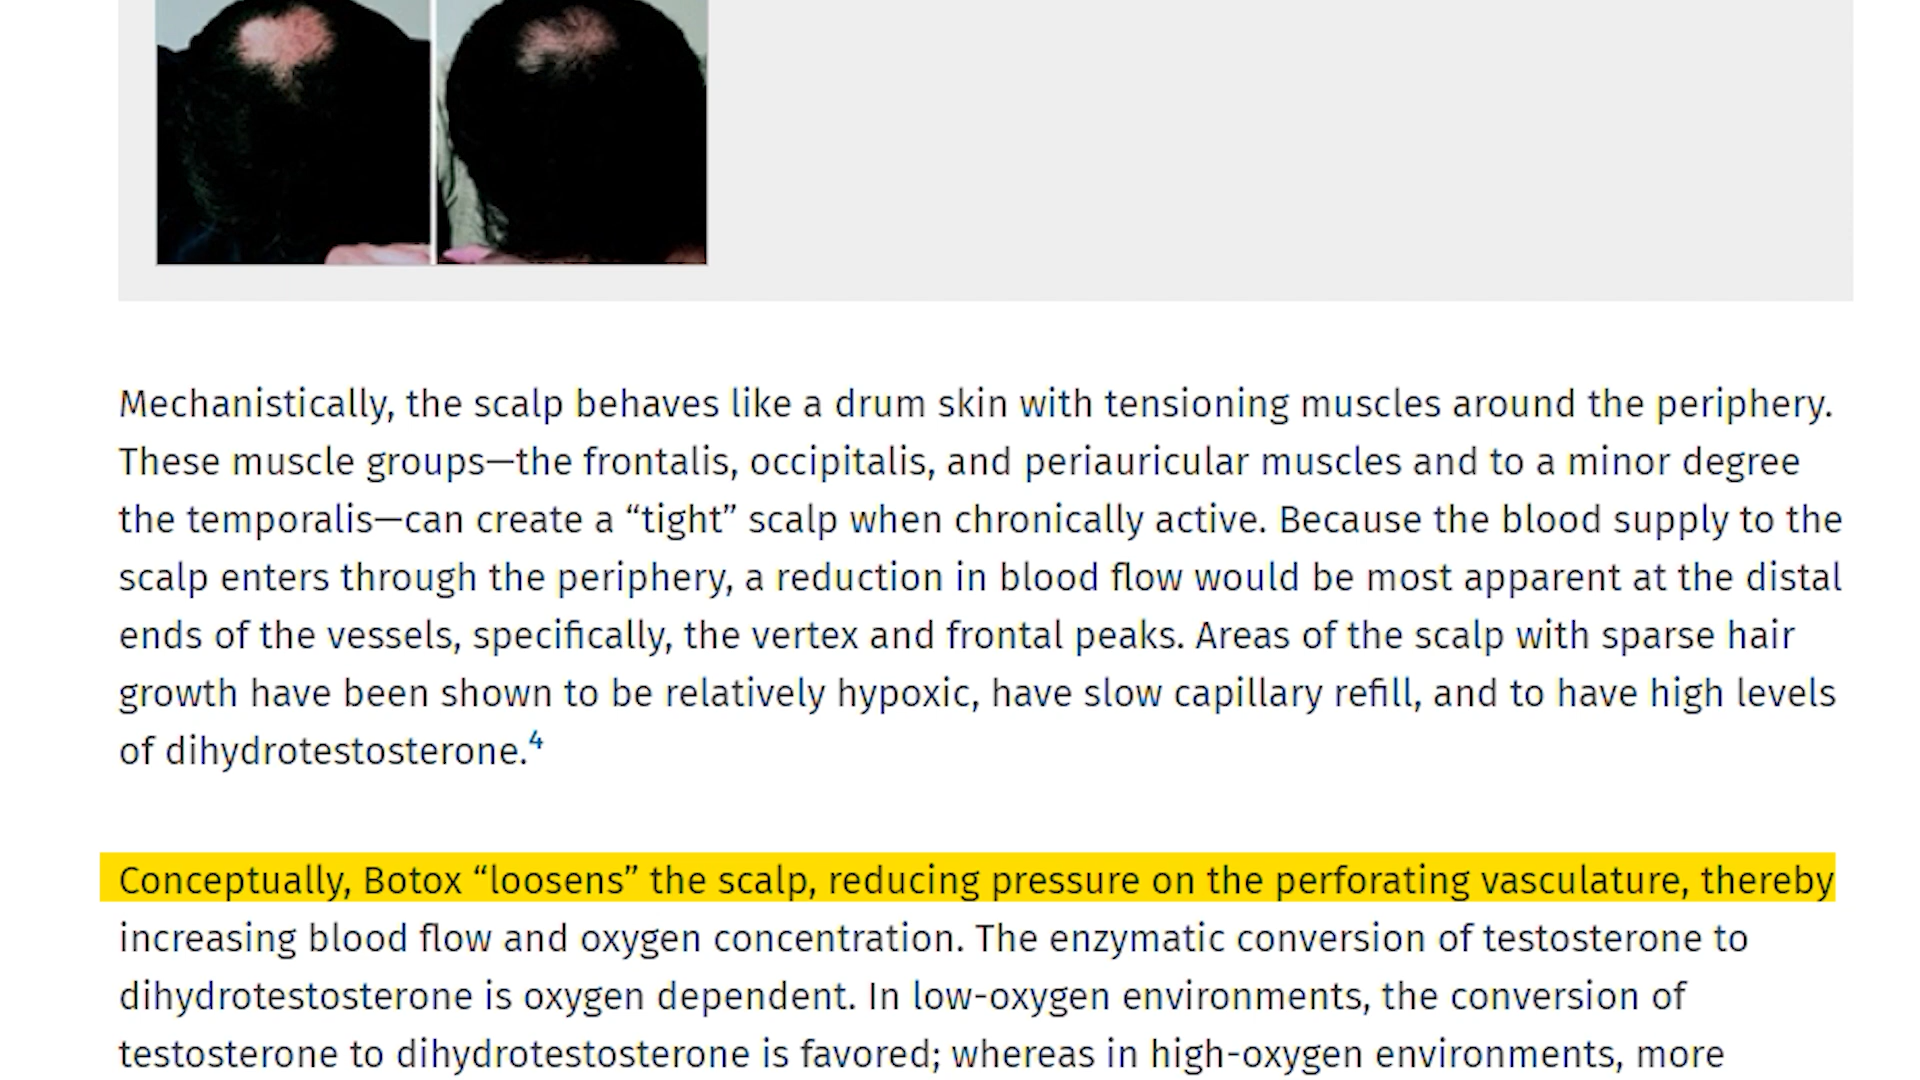 Mechanistically, the scalp behaves like a drum skin with tensioning muscles around the periphery.
These muscle groups—the frontalis, occipitalis, and periauricular muscles and to a minor degree
the temporalis—can create a “tight” scalp when chronically active. Because the blood supply to the
scalp enters through the periphery, a reduction in blood flow would be most apparent at the distal
ends of the vessels, specifically, the vertex and frontal peaks. Areas of the scalp with sparse hair
growth have been shown to be relatively hypoxic, have slow capillary refill, and to have high levels
of dihydrotestosterone.4
Conceptually, Botox “loosens” the scalp, reducing pressure on the perforating vasculature, thereby
increasing blood flow and oxygen concentration. The enzymatic conversion of testosterone to
dihydrotestosterone is oxygen dependent. In low-oxygen environments, the conversion of
testosterone to dihydrotestosterone is favored; whereas in high-oxygen environments, more